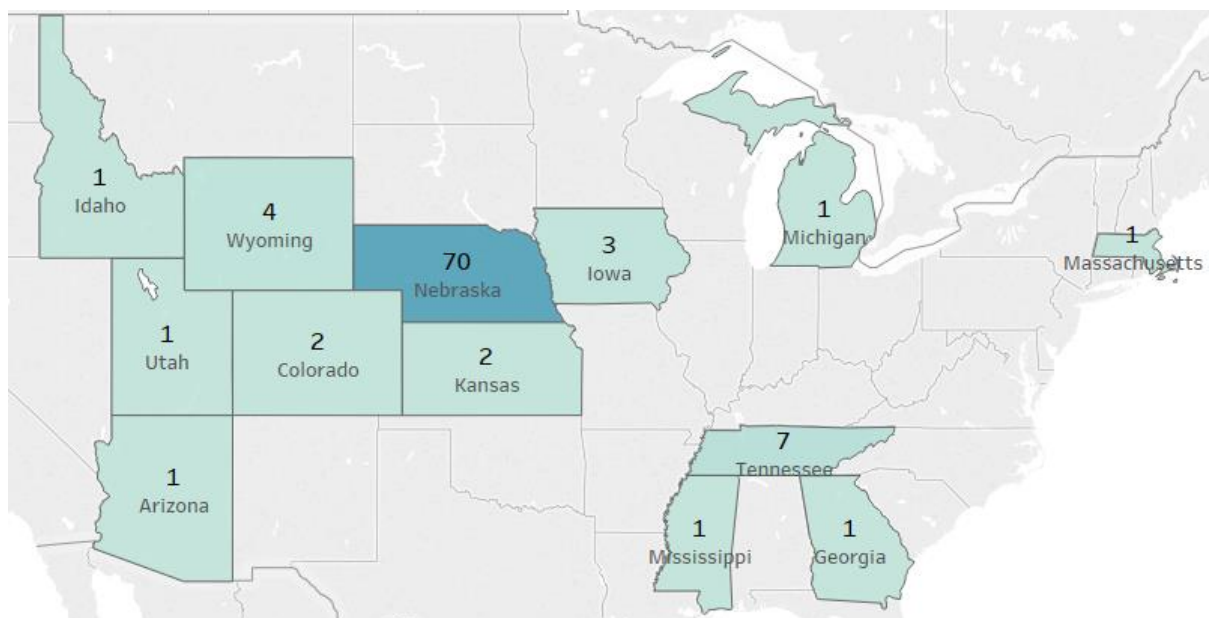 1
Idaho
4
Wyoming
70
Nebraska
3
Iowa
1
Michigan
1
Massachusetts
1
Utah
2
Colorado
2
Kansas
1
Arizona
7
Tennessee
1
Mississippi
1
Georgia